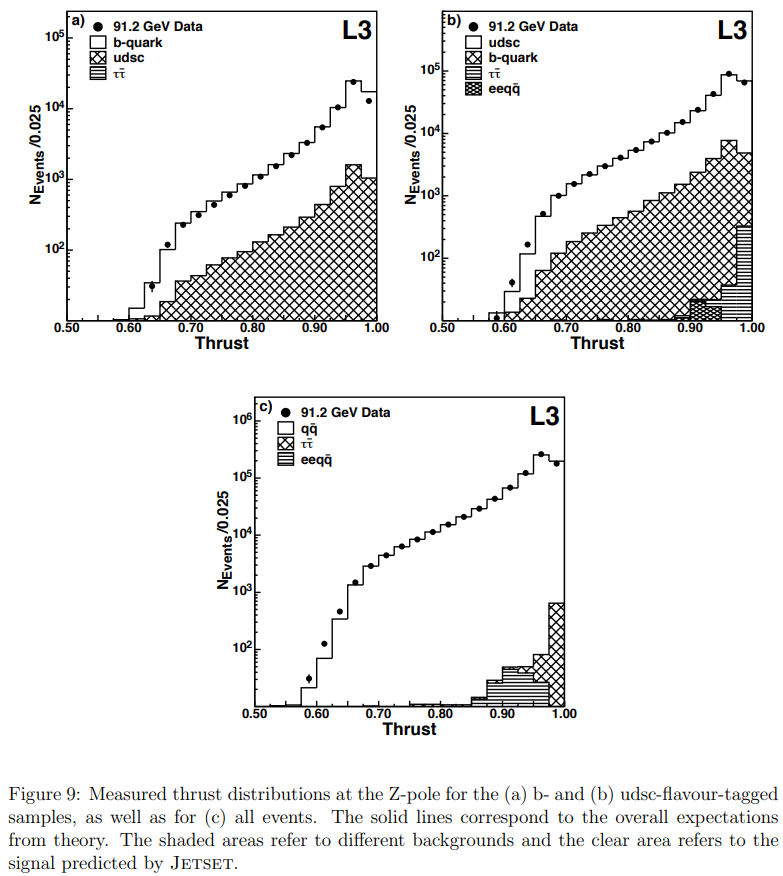 a)
91.2 GeV Data
b-quark
udsc
ττ̄
L3
10⁵
10⁴
10³
10²
N Events /0.025
0.50 0.60 0.70 0.80 0.90 1.00
Thrust
b)
91.2 GeV Data
udsc
b-quark
ττ̄
eeqq̄
L3
10⁵
10⁴
10³
10²
N Events /0.025
0.50 0.60 0.70 0.80 0.90 1.00
Thrust
c)
91.2 GeV Data
qq̄
ττ̄
eeqq̄
L3
10⁶
10⁵
10⁴
10³
10²
N Events /0.025
0.50 0.60 0.70 0.80 0.90 1.00
Thrust
Figure 9: Measured thrust distributions at the Z-pole for the (a) b- and (b) udsc-flavour-tagged
samples, as well as for (c) all events. The solid lines correspond to the overall expectations
from theory. The shaded areas refer to different backgrounds and the clear area refers to the
signal predicted by JETSET.